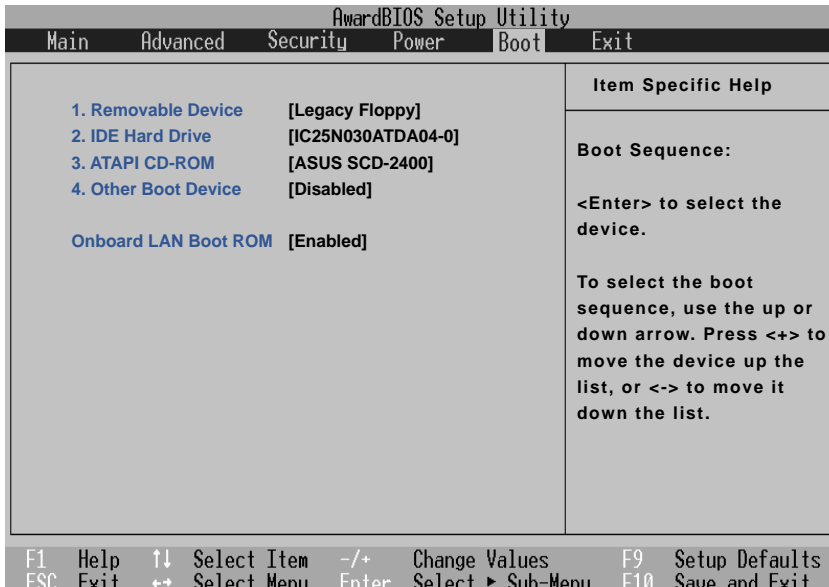 AwardBIOS Setup Utility
Main Advanced Security Power Boot Exit
1. Removable Device [Legacy Floppy]
2. IDE Hard Drive [IC25N030ATDA04-0]
3. ATAPI CD-ROM [ASUS SCD-2400]
4. Other Boot Device [Disabled]
Onboard LAN Boot ROM [Enabled]
Item Specific Help
Boot Sequence:
<Enter> to select the
device.
To select the boot
sequence, use the up or
down arrow. Press <+> to
move the device up the
list, or <-> to move it
down the list.
F1 Help ↑↓ Select Item -/+ Change Values F9 Setup Defaults
ESC Exit ←→ Select Menu Enter Select ▶ Sub-Menu F10 Save and Exit